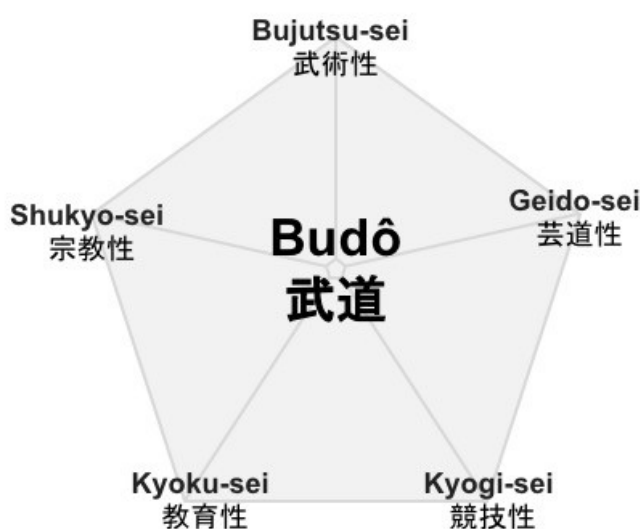 Bujutsu-sei
武術性
Geido-sei
芸道性
Shukyo-sei
宗教性
Budô
武道
Kyoku-sei
教育性
Kyogi-sei
競技性